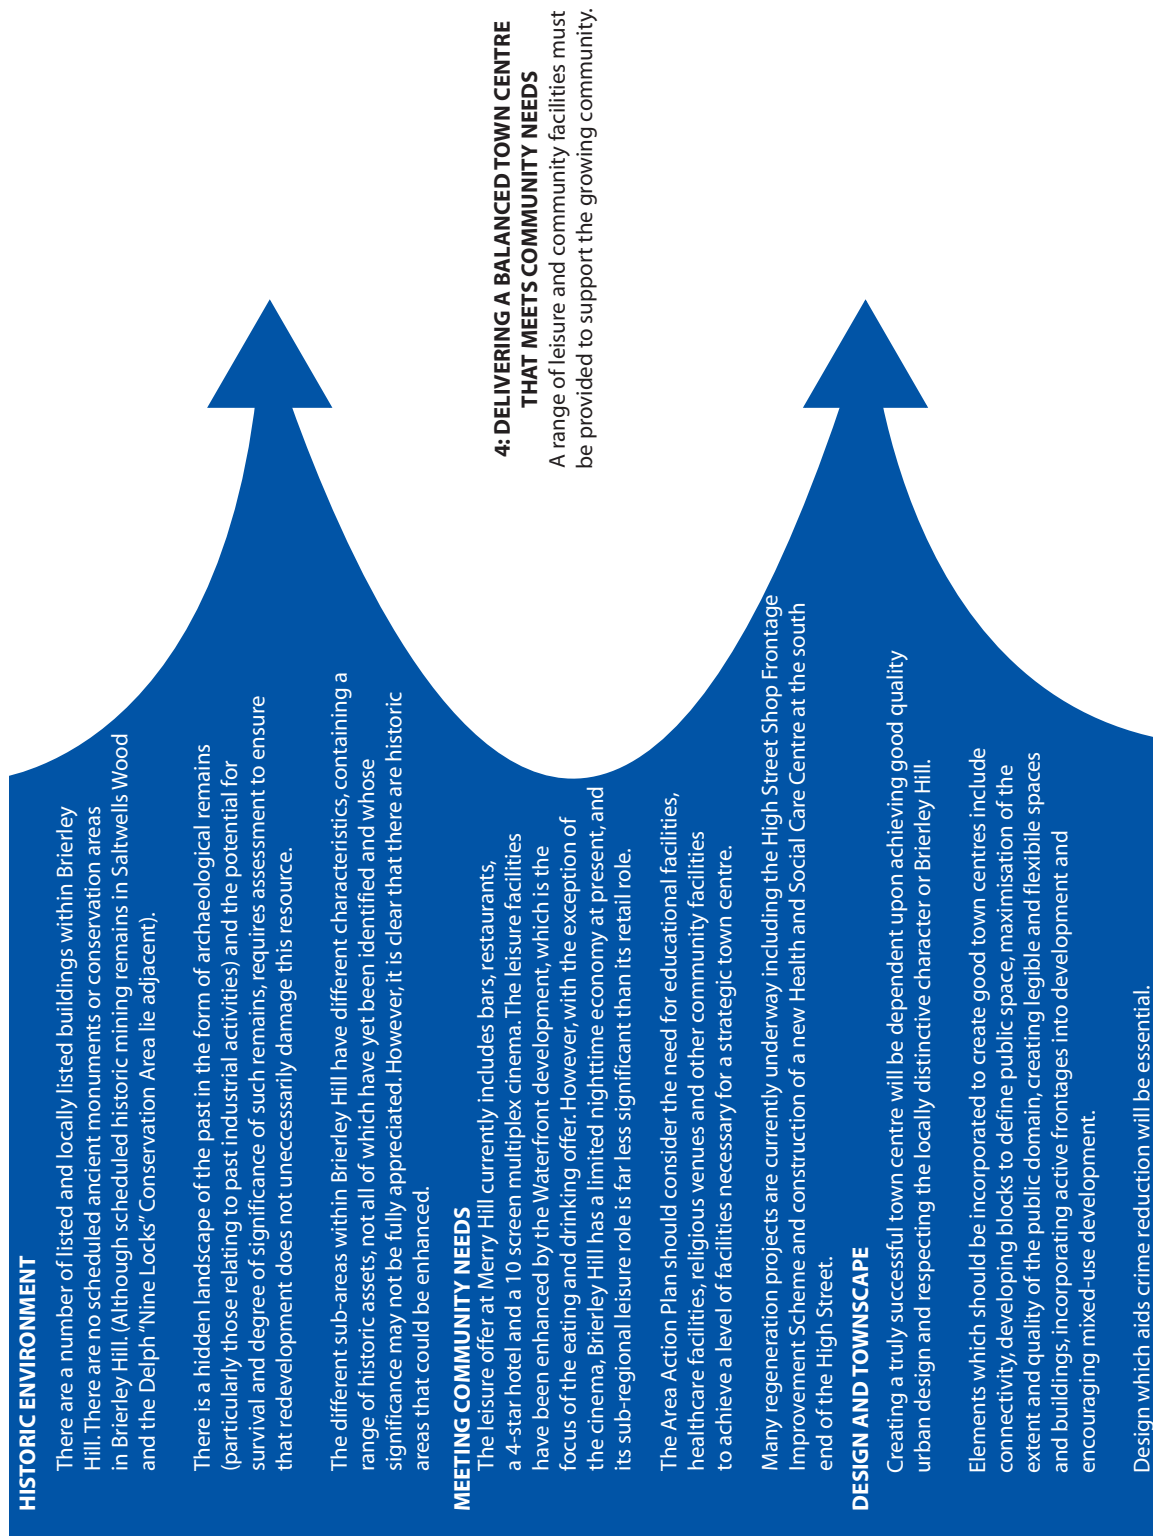 HISTORIC ENVIRONMENT
There are a number of listed and locally listed buildings within Brierley
Hill. There are no scheduled ancient monuments or conservation areas
in Brierley Hill. (Although scheduled historic mining remains in Saltwells Wood
and the Delph "Nine Locks" Conservation Area lie adjacent).
There is a hidden landscape of the past in the form of archaeological remains
(particularly those relating to past industrial activities) and the potential for
survival and degree of significance of such remains, requires assessment to ensure
that redevelopment does not uneccessarily damage this resource.
The different sub-areas within Brierley Hill have different characteristics, containing a
range of historic assets, not all of which have yet been identified and whose
significance may not be fully appreciated. However, it is clear that there are historic
areas that could be enhanced.
MEETING COMMUNITY NEEDS
The leisure offer at Merry Hill currently includes bars, restaurants,
a 4-star hotel and a 10 screen multiplex cinema. The leisure facilities
have been enhanced by the Waterfront development, which is the
focus of the eating and drinking offer. However, with the exception of
the cinema, Brierley Hill has a limited nighttime economy at present, and
its sub-regional leisure role is far less significant than its retail role.
The Area Action Plan should consider the need for educational facilities,
healthcare facilities, religious venues and other community facilities
to achieve a level of facilities necessary for a strategic town centre.
Many regeneration projects are currently underway including the High Street Shop Frontage
Improvement Scheme and construction of a new Health and Social Care Centre at the south
end of the High Street.
DESIGN AND TOWNSCAPE
Creating a truly successful town centre will be dependent upon achieving good quality
urban design and respecting the locally distinctive character or Brierley Hill.
Elements which should be incorporated to create good town centres include
connectivity, developing blocks to define public space, maximisation of the
extent and quality of the public domain, creating legible and flexible spaces
and buildings, incorporating active frontages into development and
encouraging mixed-use development.
Design which aids crime reduction will be essential.
4: DELIVERING A BALANCED TOWN CENTRE
THAT MEETS COMMUNITY NEEDS
A range of leisure and community facilities must
be provided to support the growing community.